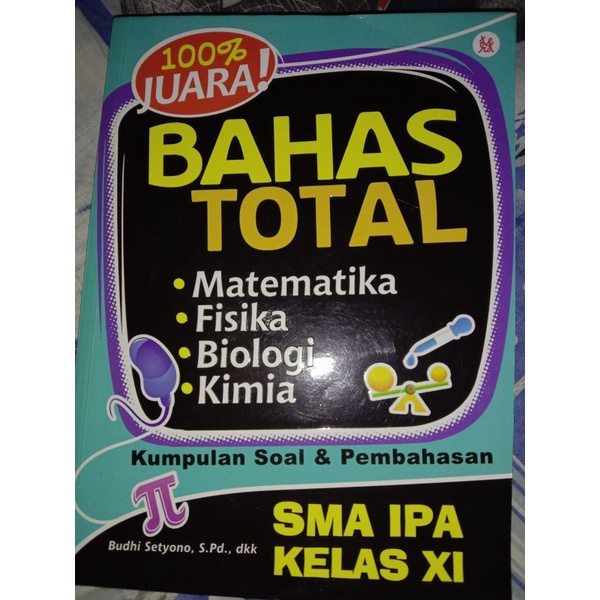 100%
JUARA!
BAHAS
TOTAL
• Matematika
• Fisika
• Biologi
• Kimia
Kumpulan Soal & Pembahasan
π
Budhi Setyono, S.Pd., dkk
SMA IPA
KELAS XI